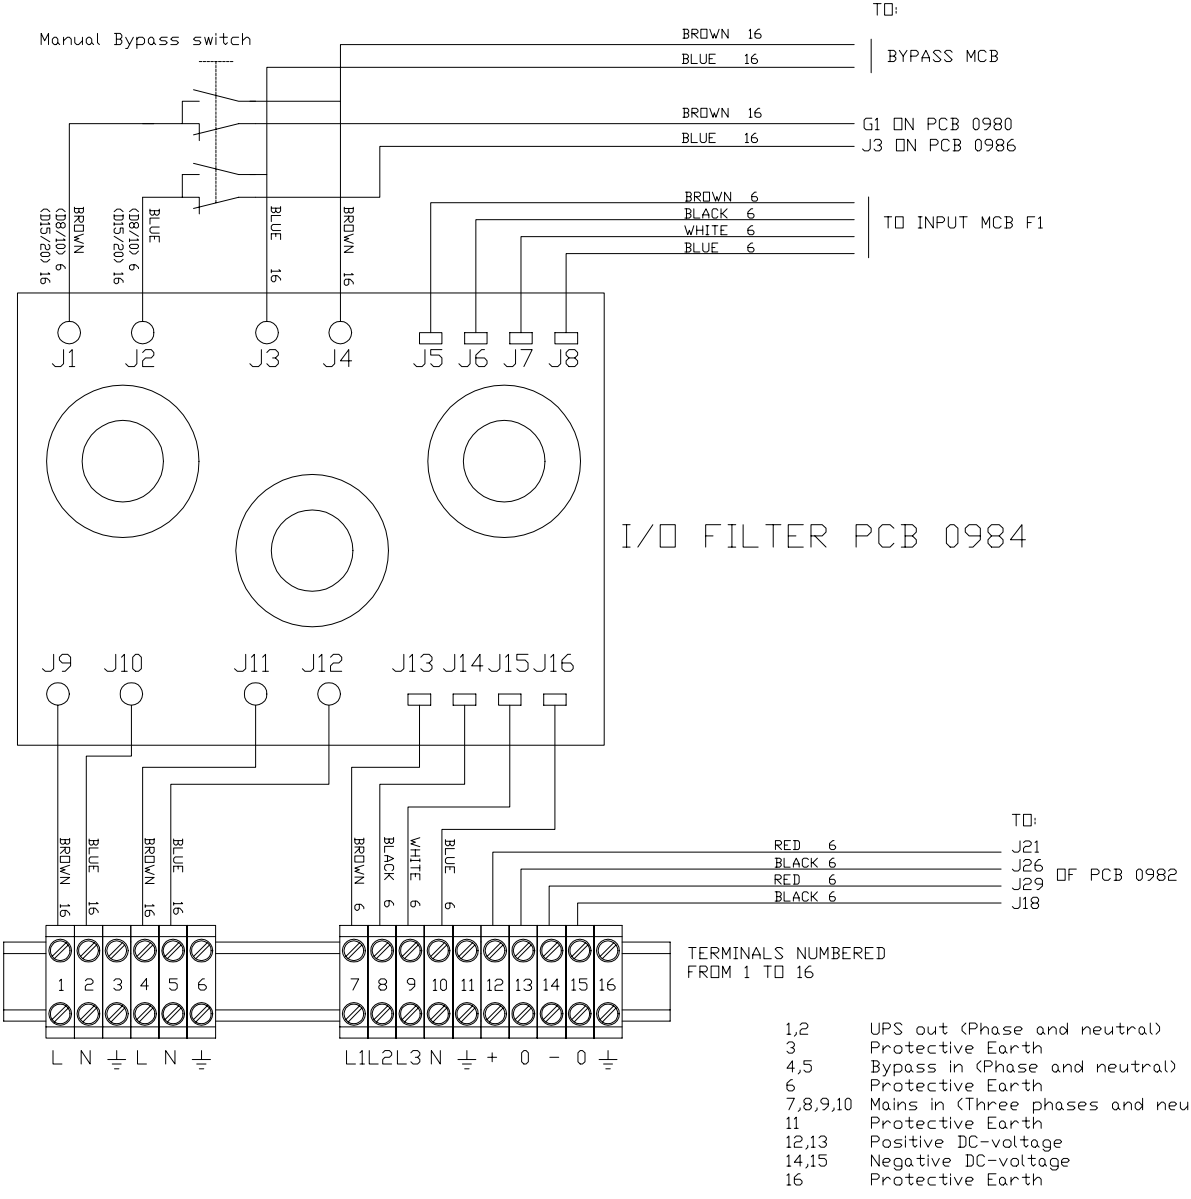 TO:
Manual Bypass switch
BROWN 16
BLUE 16
BYPASS MCB
BROWN 16
G1 ON PCB 0980
BLUE 16
J3 ON PCB 0986
BROWN 6
BLACK 6
WHITE 6
BLUE 6
TO INPUT MCB F1
BROWN
(D8/10) 6
(D15/20) 16
BLUE
(D8/10) 6
(D15/20) 16
BLUE 16
BROWN 16
J1 J2 J3 J4 J5 J6 J7 J8
I/O FILTER PCB 0984
J9 J10 J11 J12 J13 J14 J15 J16
BROWN 16
BLUE 16
BROWN 16
BLUE 16
BROWN 6
BLACK 6
WHITE 6
BLUE 6
TO:
RED 6
J21
BLACK 6
J26
RED 6
J29
BLACK 6
J18
OF PCB 0982
TERMINALS NUMBERED
FROM 1 TO 16
1 2 3 4 5 6 7 8 9 10 11 12 13 14 15 16
L N L N L1 L2 L3 N + 0 - 0
1,2 UPS out (Phase and neutral)
3 Protective Earth
4,5 Bypass in (Phase and neutral)
6 Protective Earth
7,8,9,10 Mains in (Three phases and neu
11 Protective Earth
12,13 Positive DC-voltage
14,15 Negative DC-voltage
16 Protective Earth